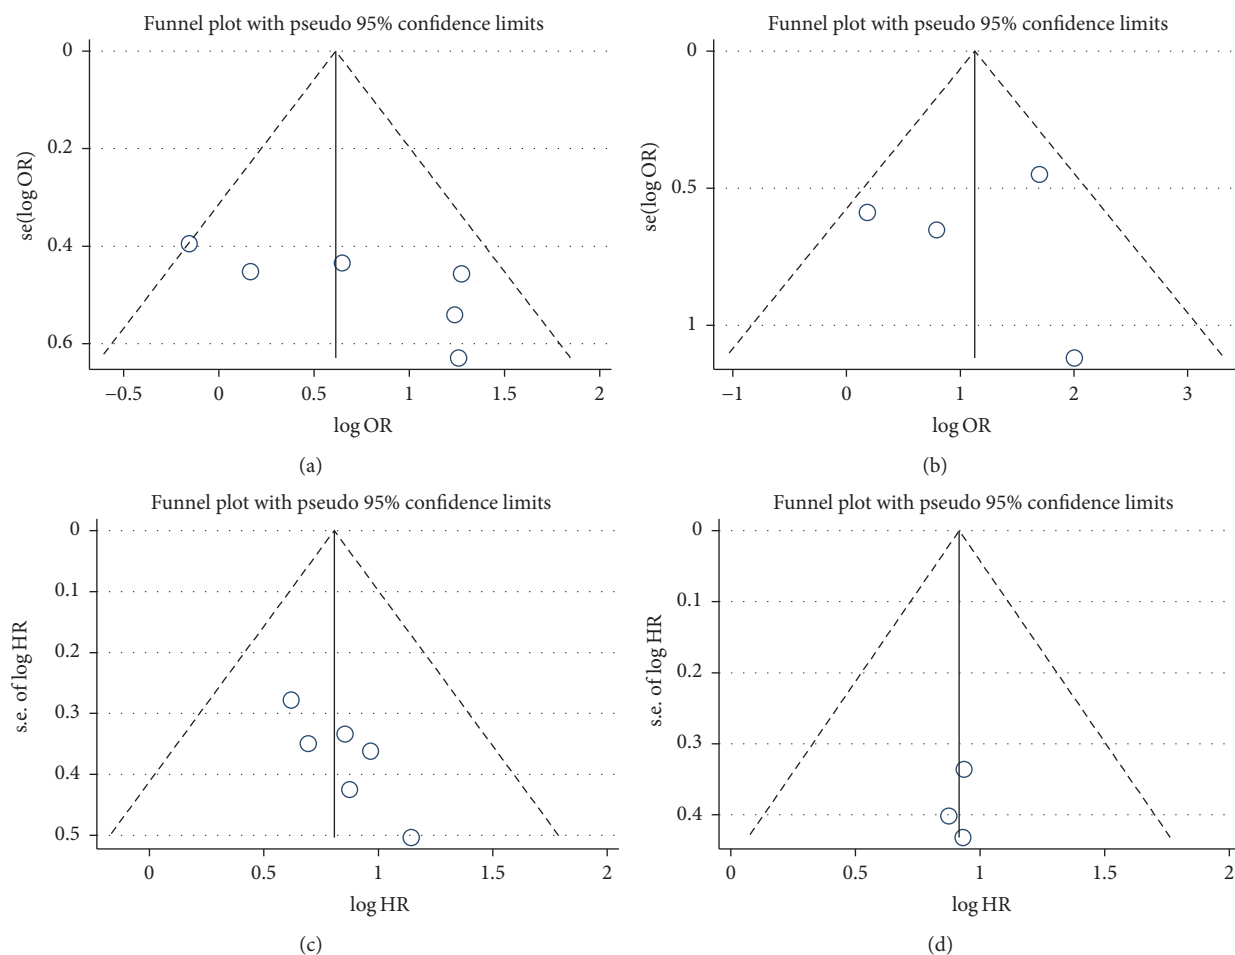 Funnel plot with pseudo 95% confidence limits
0
0.2
0.4
0.6
se(log OR)
−0.5 0 0.5 1 1.5 2
log OR
(a)
Funnel plot with pseudo 95% confidence limits
0
0.5
1
se(log OR)
−1 0 1 2 3
log OR
(b)
Funnel plot with pseudo 95% confidence limits
0
0.1
0.2
0.3
0.4
0.5
s.e. of log HR
0 0.5 1 1.5 2
log HR
(c)
Funnel plot with pseudo 95% confidence limits
0
0.1
0.2
0.3
0.4
s.e. of log HR
0 0.5 1 1.5 2
log HR
(d)